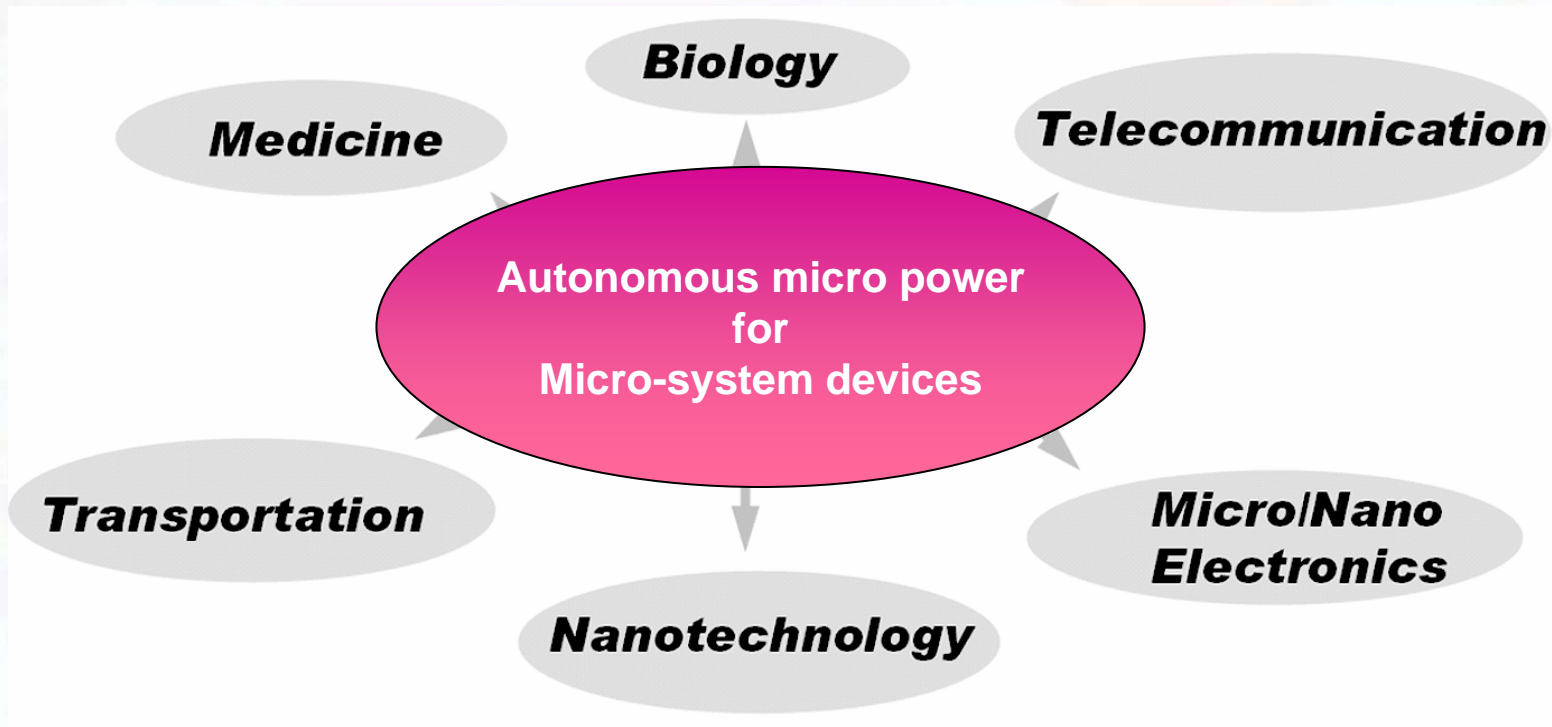 Biology
Medicine
Telecommunication
Autonomous micro power
for
Micro-system devices
Transportation
Micro/Nano
Electronics
Nanotechnology